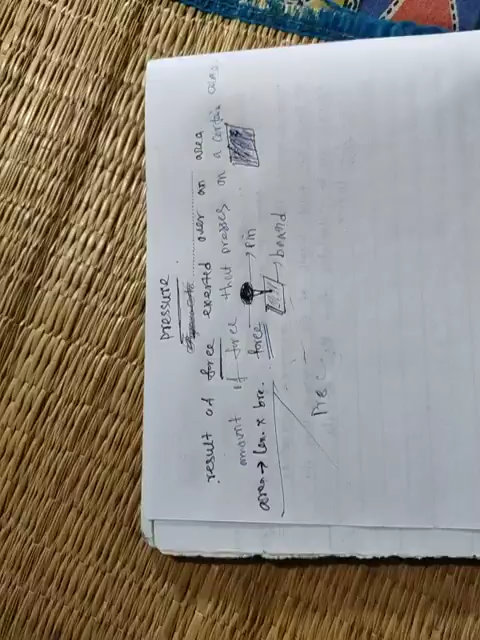 pressure
result of force exerted over an area
amount if force that presses on a certain area
area → len. x bre. force
→ Pin
→ board
Pre